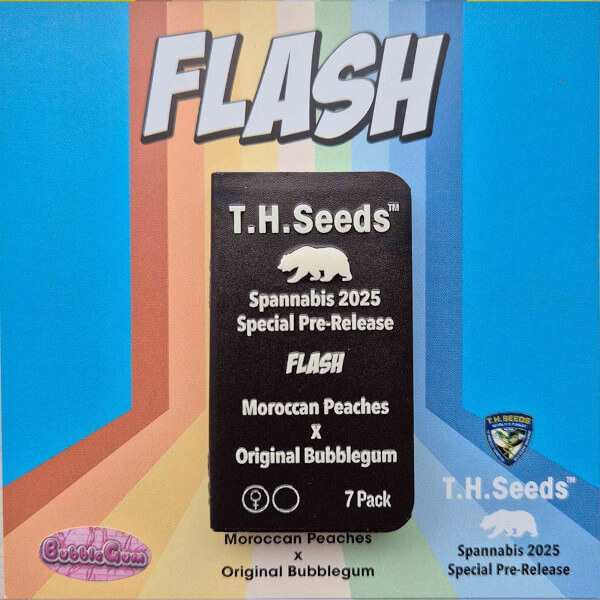 FLASH
T.H.Seeds™
Spannabis 2025
Special Pre-Release
FLASH
Moroccan Peaches
X
Original Bubblegum
7 Pack
Moroccan Peaches
x
Original Bubblegum
BubbleGum
T.H.SEEDS
T.H.Seeds™
Spannabis 2025
Special Pre-Release